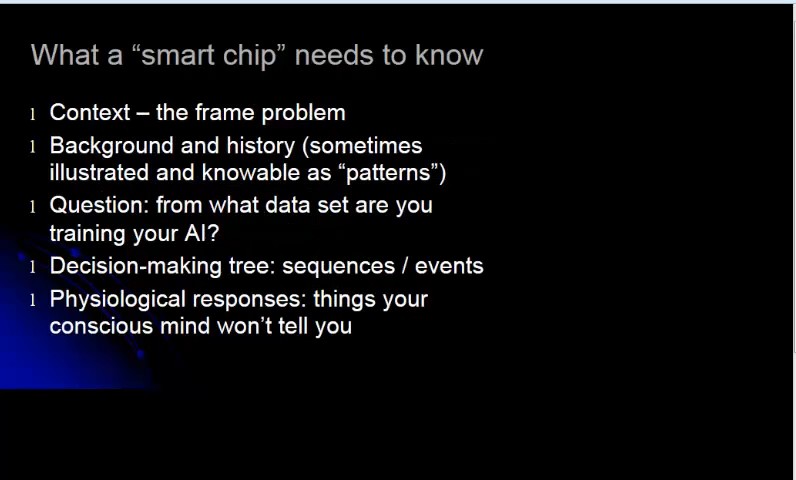 What a “smart chip” needs to know
l Context – the frame problem
l Background and history (sometimes
illustrated and knowable as “patterns”)
l Question: from what data set are you
training your AI?
l Decision-making tree: sequences / events
l Physiological responses: things your
conscious mind won’t tell you